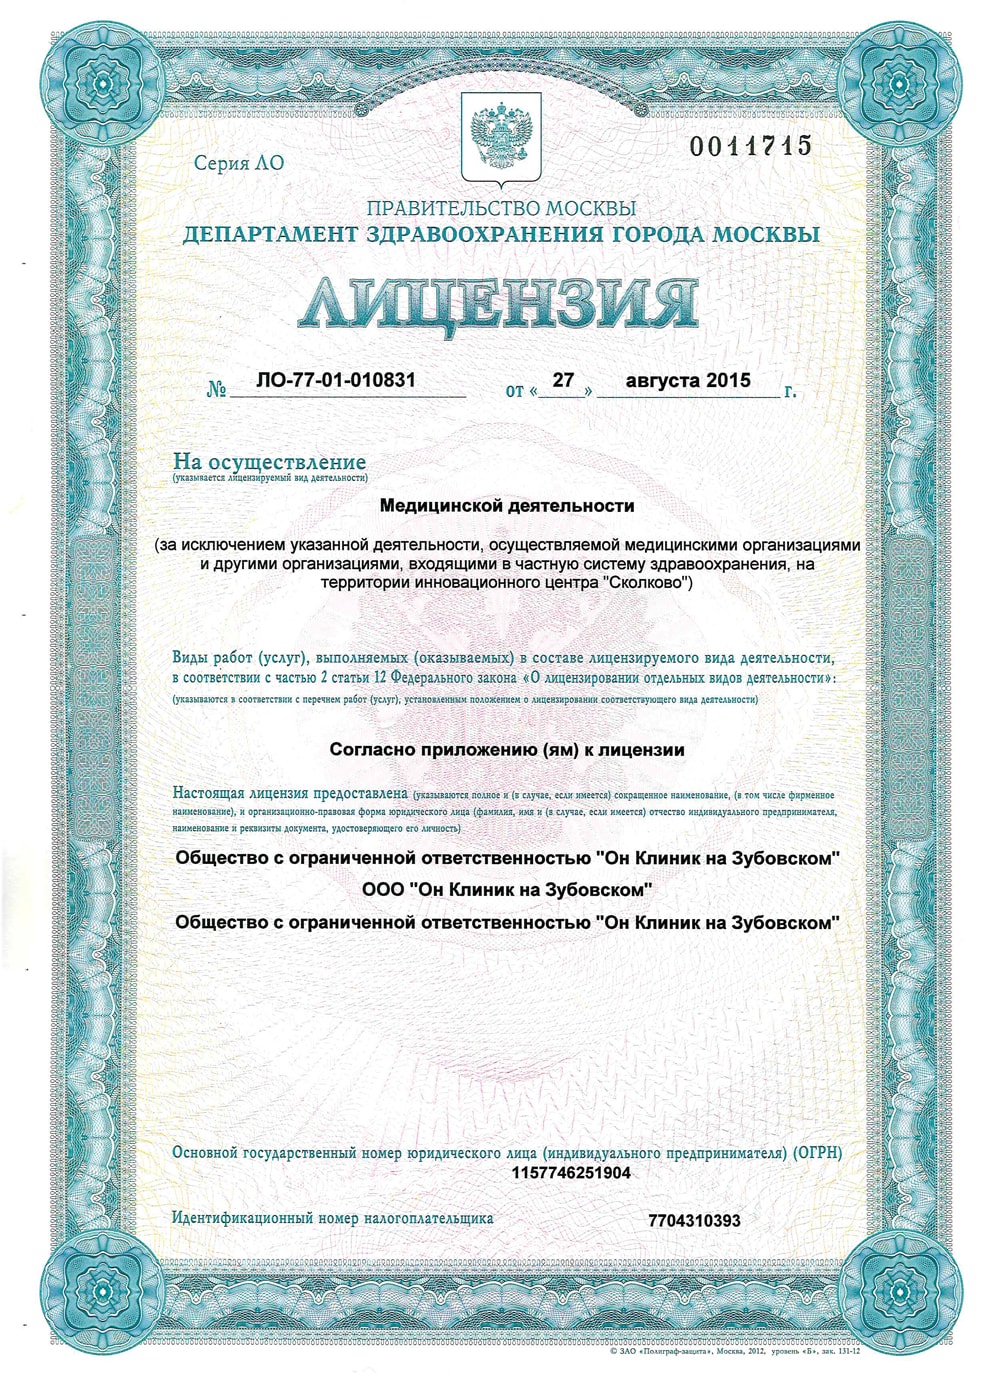 Серия ЛО
0011715
ПРАВИТЕЛЬСТВО МОСКВЫ
ДЕПАРТАМЕНТ ЗДРАВООХРАНЕНИЯ ГОРОДА МОСКВЫ
ЛИЦЕНЗИЯ
№ ЛО-77-01-010831 от « 27 » августа 2015 г.
На осуществление
(указывается лицензируемый вид деятельности)
Медицинской деятельности
(за исключением указанной деятельности, осуществляемой медицинскими организациями
и другими организациями, входящими в частную систему здравоохранения, на
территории инновационного центра "Сколково")
Виды работ (услуг), выполняемых (оказываемых) в составе лицензируемого вида деятельности,
в соответствии с частью 2 статьи 12 Федерального закона «О лицензировании отдельных видов деятельности»:
(указываются в соответствии с перечнем работ (услуг), установленным положением о лицензировании соответствующего вида деятельности)
Согласно приложению (ям) к лицензии
Настоящая лицензия предоставлена (указываются полное и (в случае, если имеется) сокращенное наименование, (в том числе фирменное
наименование), и организационно-правовая форма юридического лица (фамилия, имя и (в случае, если имеется) отчество индивидуального предпринимателя,
наименование и реквизиты документа, удостоверяющего его личность)
Общество с ограниченной ответственностью "Он Клиник на Зубовском"
ООО "Он Клиник на Зубовском"
Общество с ограниченной ответственностью "Он Клиник на Зубовском"
Основной государственный номер юридического лица (индивидуального предпринимателя) (ОГРН)
1157746251904
Идентификационный номер налогоплательщика 7704310393
© ЗАО «Полиграф-защита», Москва, 2012, уровень «Б», зак. 131-12